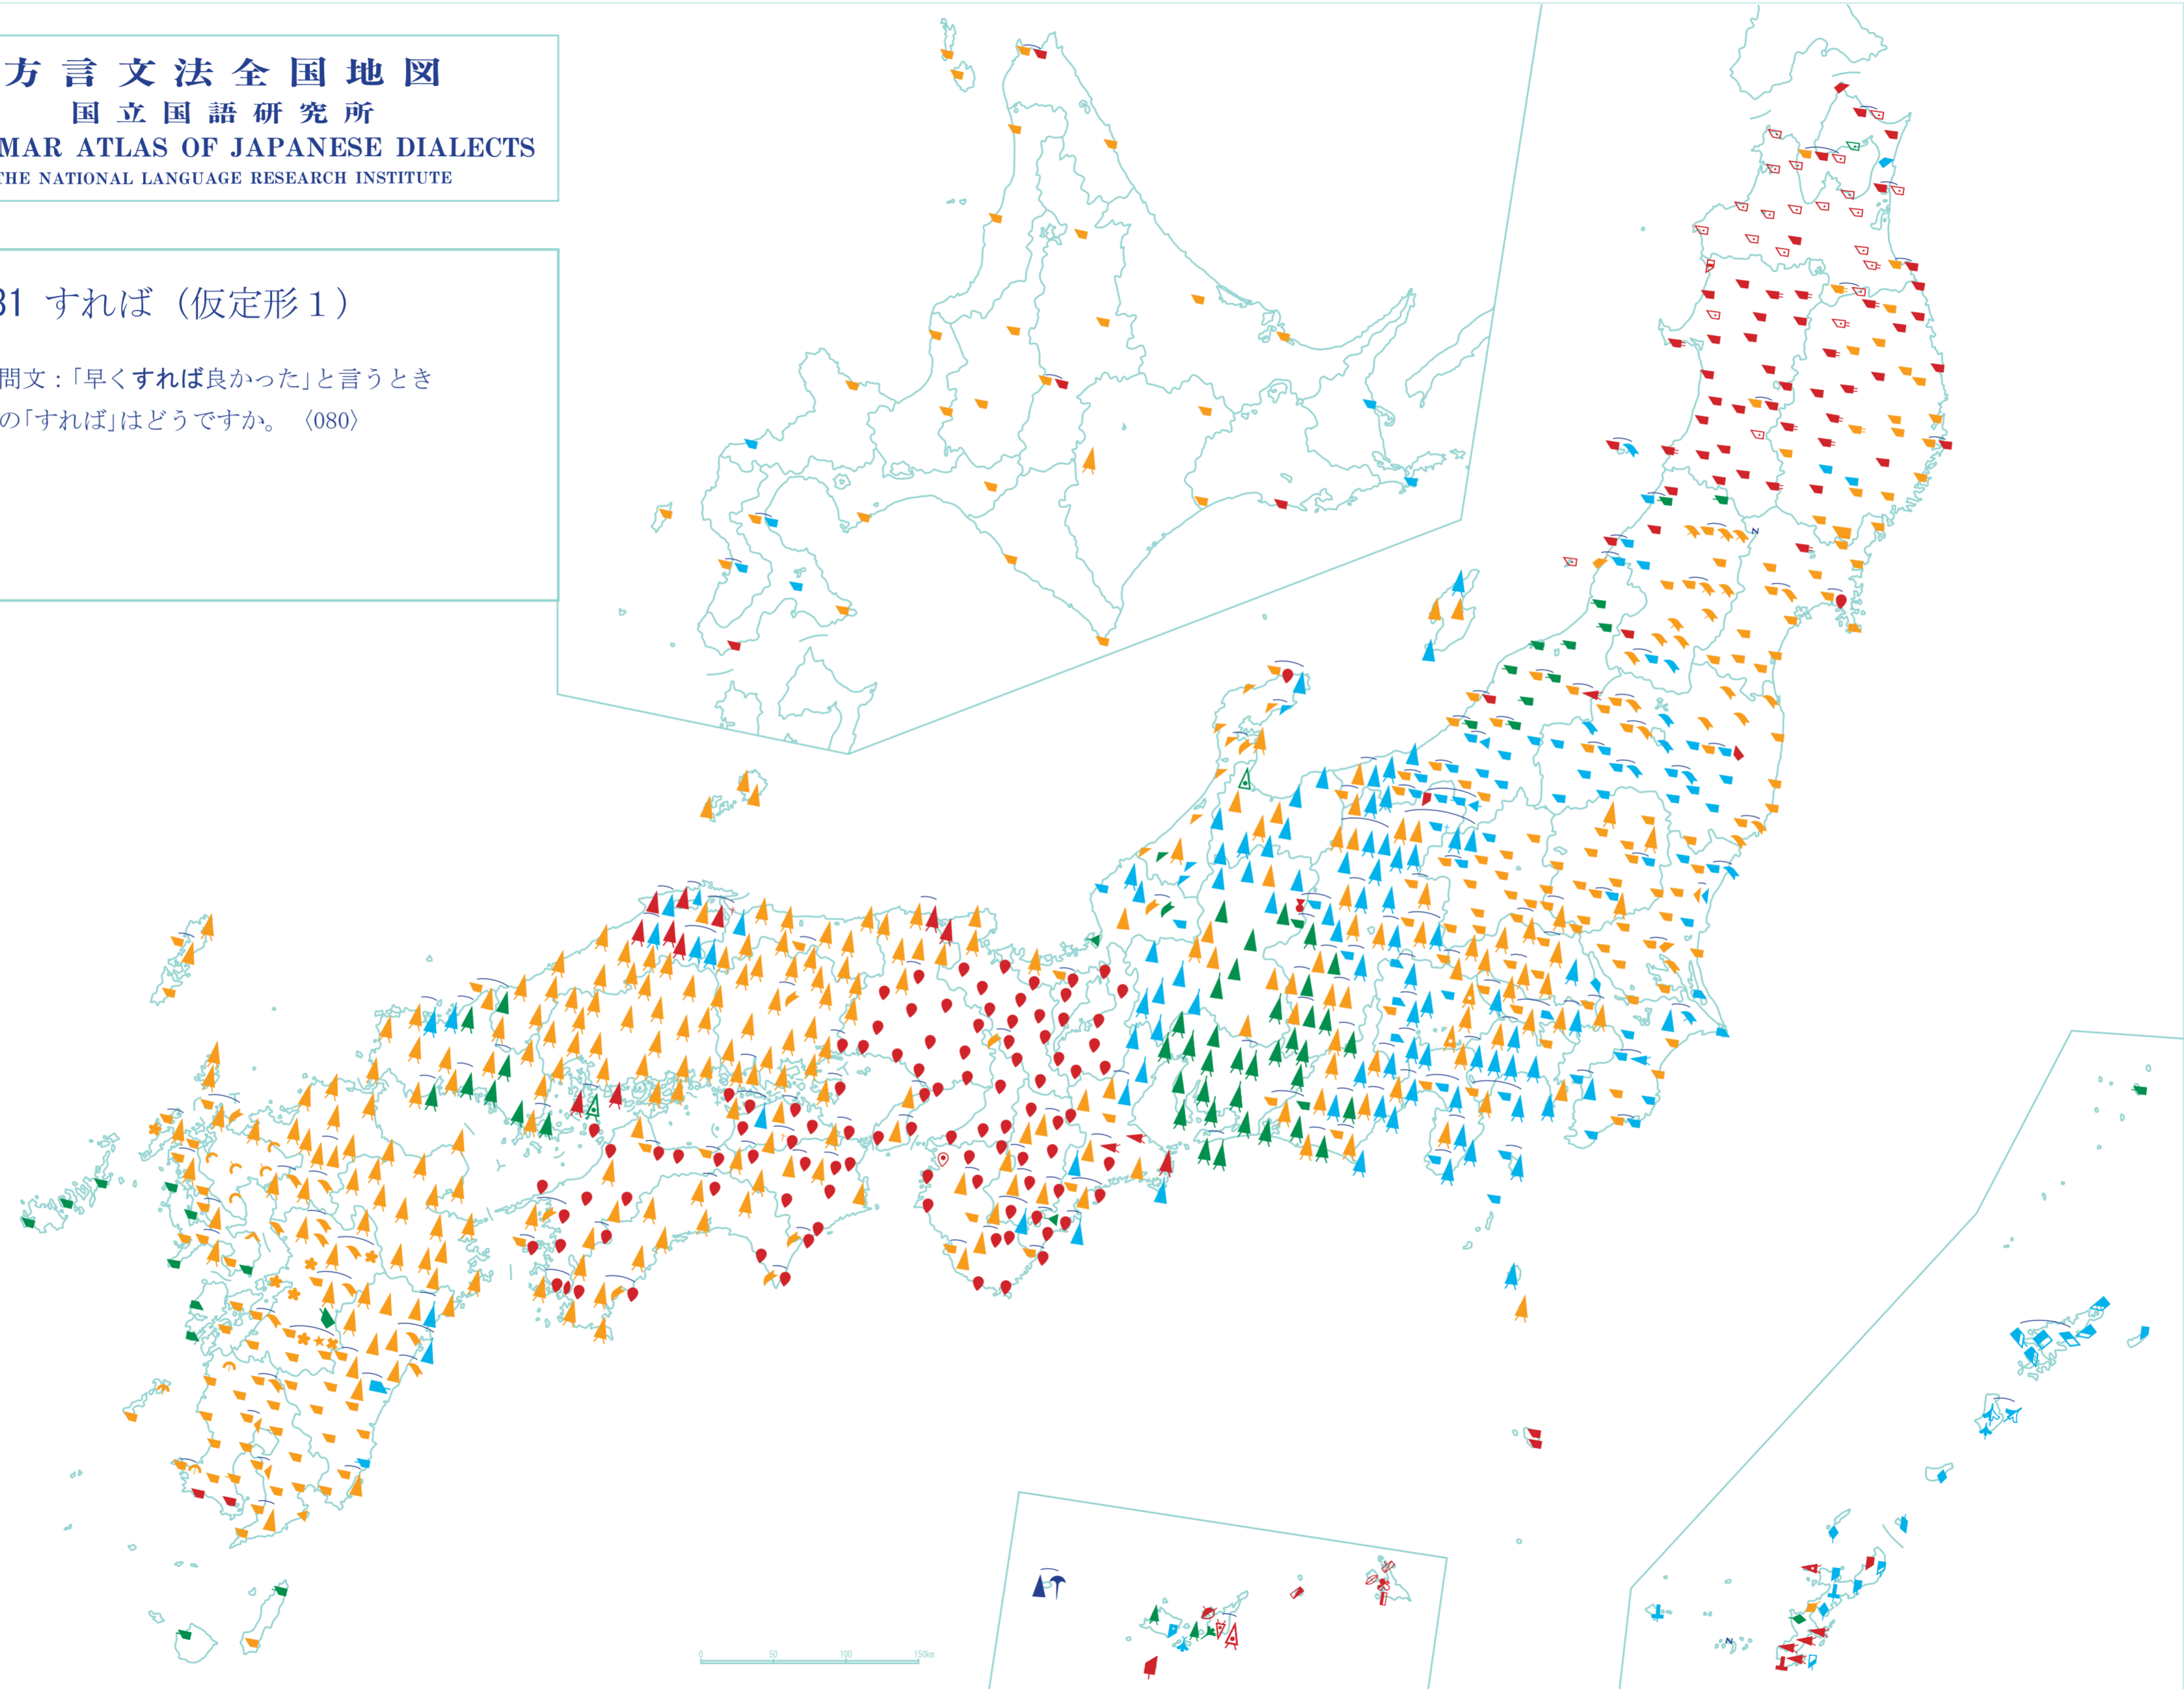 方言文法全国地図
国立国語研究所
MAR ATLAS OF JAPANESE DIALECTS
THE NATIONAL LANGUAGE RESEARCH INSTITUTE
31 すれば（仮定形１）
問文：「早くすれば良かった」と言うとき
の「すれば」はどうですか。〈080〉
N
N
0 50 100 150km